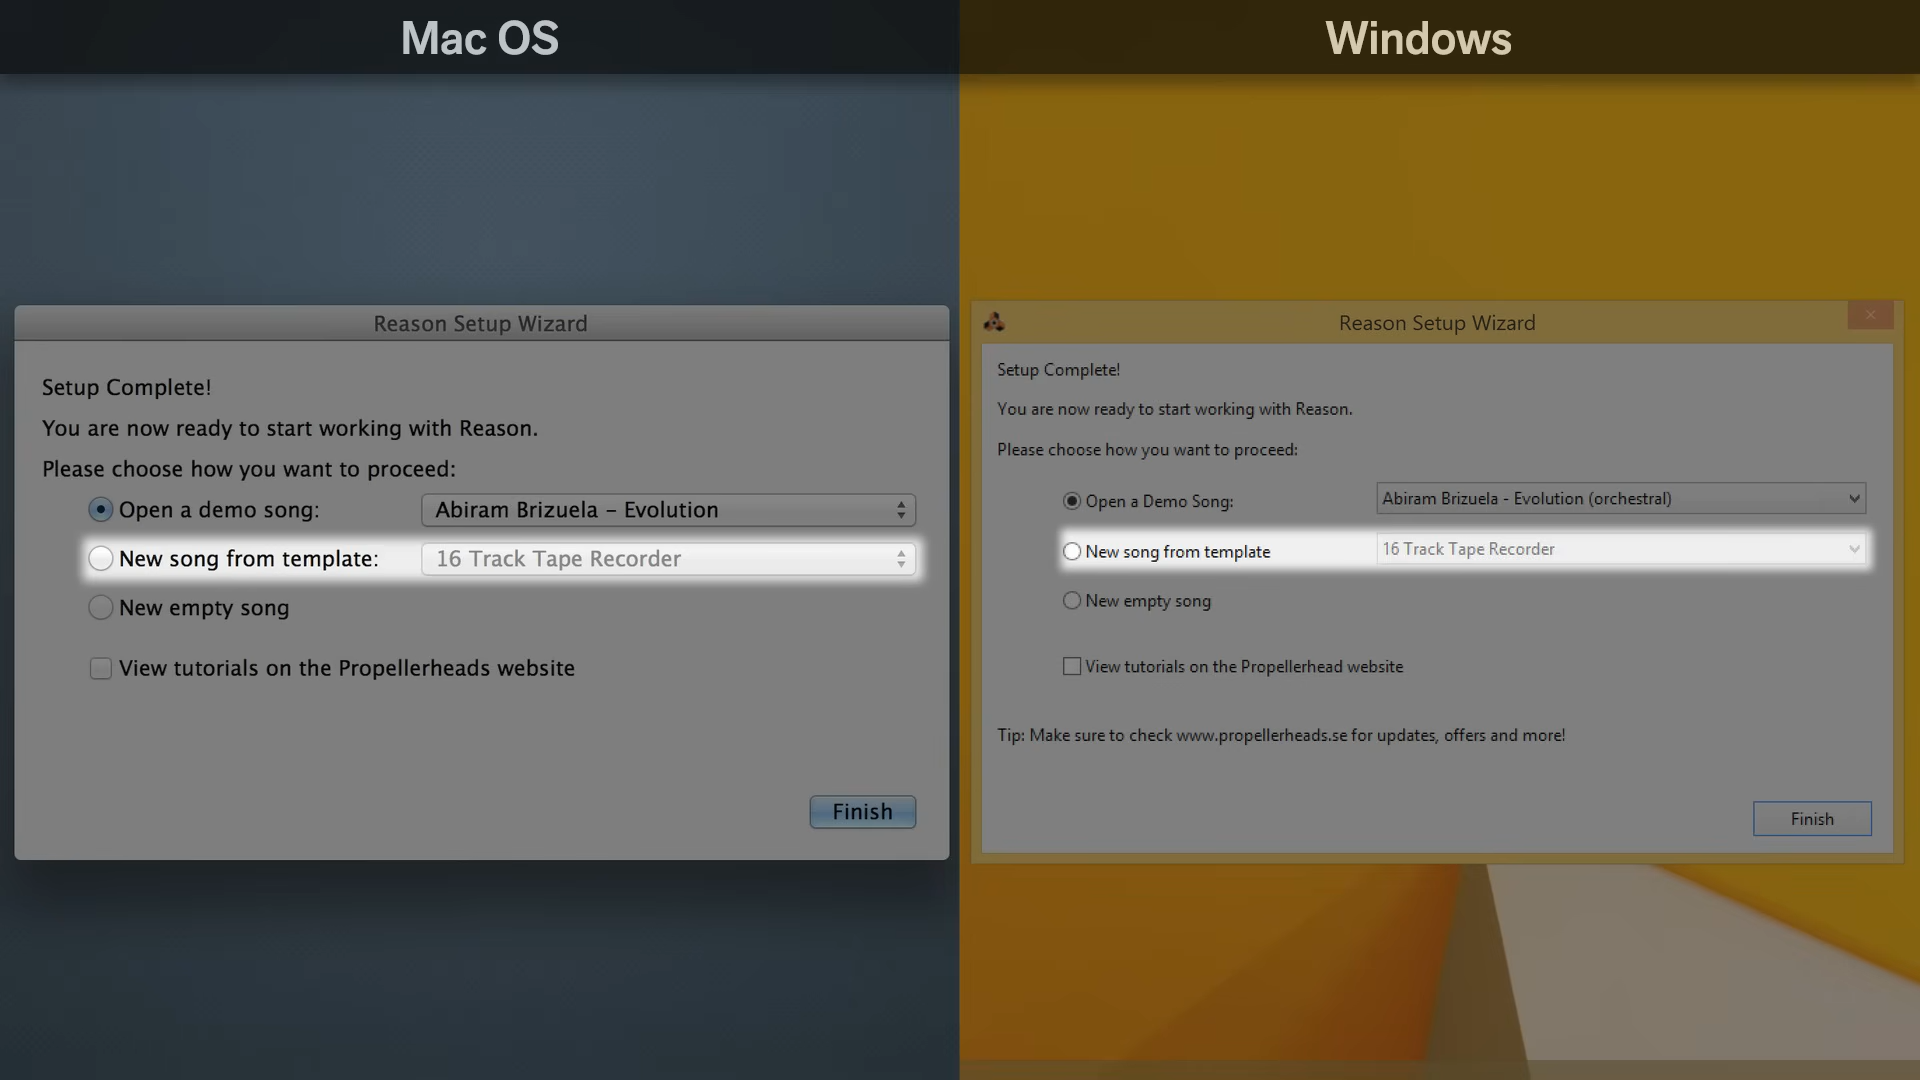 Mac OS
Reason Setup Wizard
Setup Complete!
You are now ready to start working with Reason.
Please choose how you want to proceed:
Open a demo song: Abiram Brizuela – Evolution
New song from template: 16 Track Tape Recorder
New empty song
View tutorials on the Propellerheads website
Finish
Windows
Reason Setup Wizard
Setup Complete!
You are now ready to start working with Reason.
Please choose how you want to proceed:
Open a Demo Song: Abiram Brizuela - Evolution (orchestral)
New song from template 16 Track Tape Recorder
New empty song
View tutorials on the Propellerhead website
Tip: Make sure to check www.propellerheads.se for updates, offers and more!
Finish